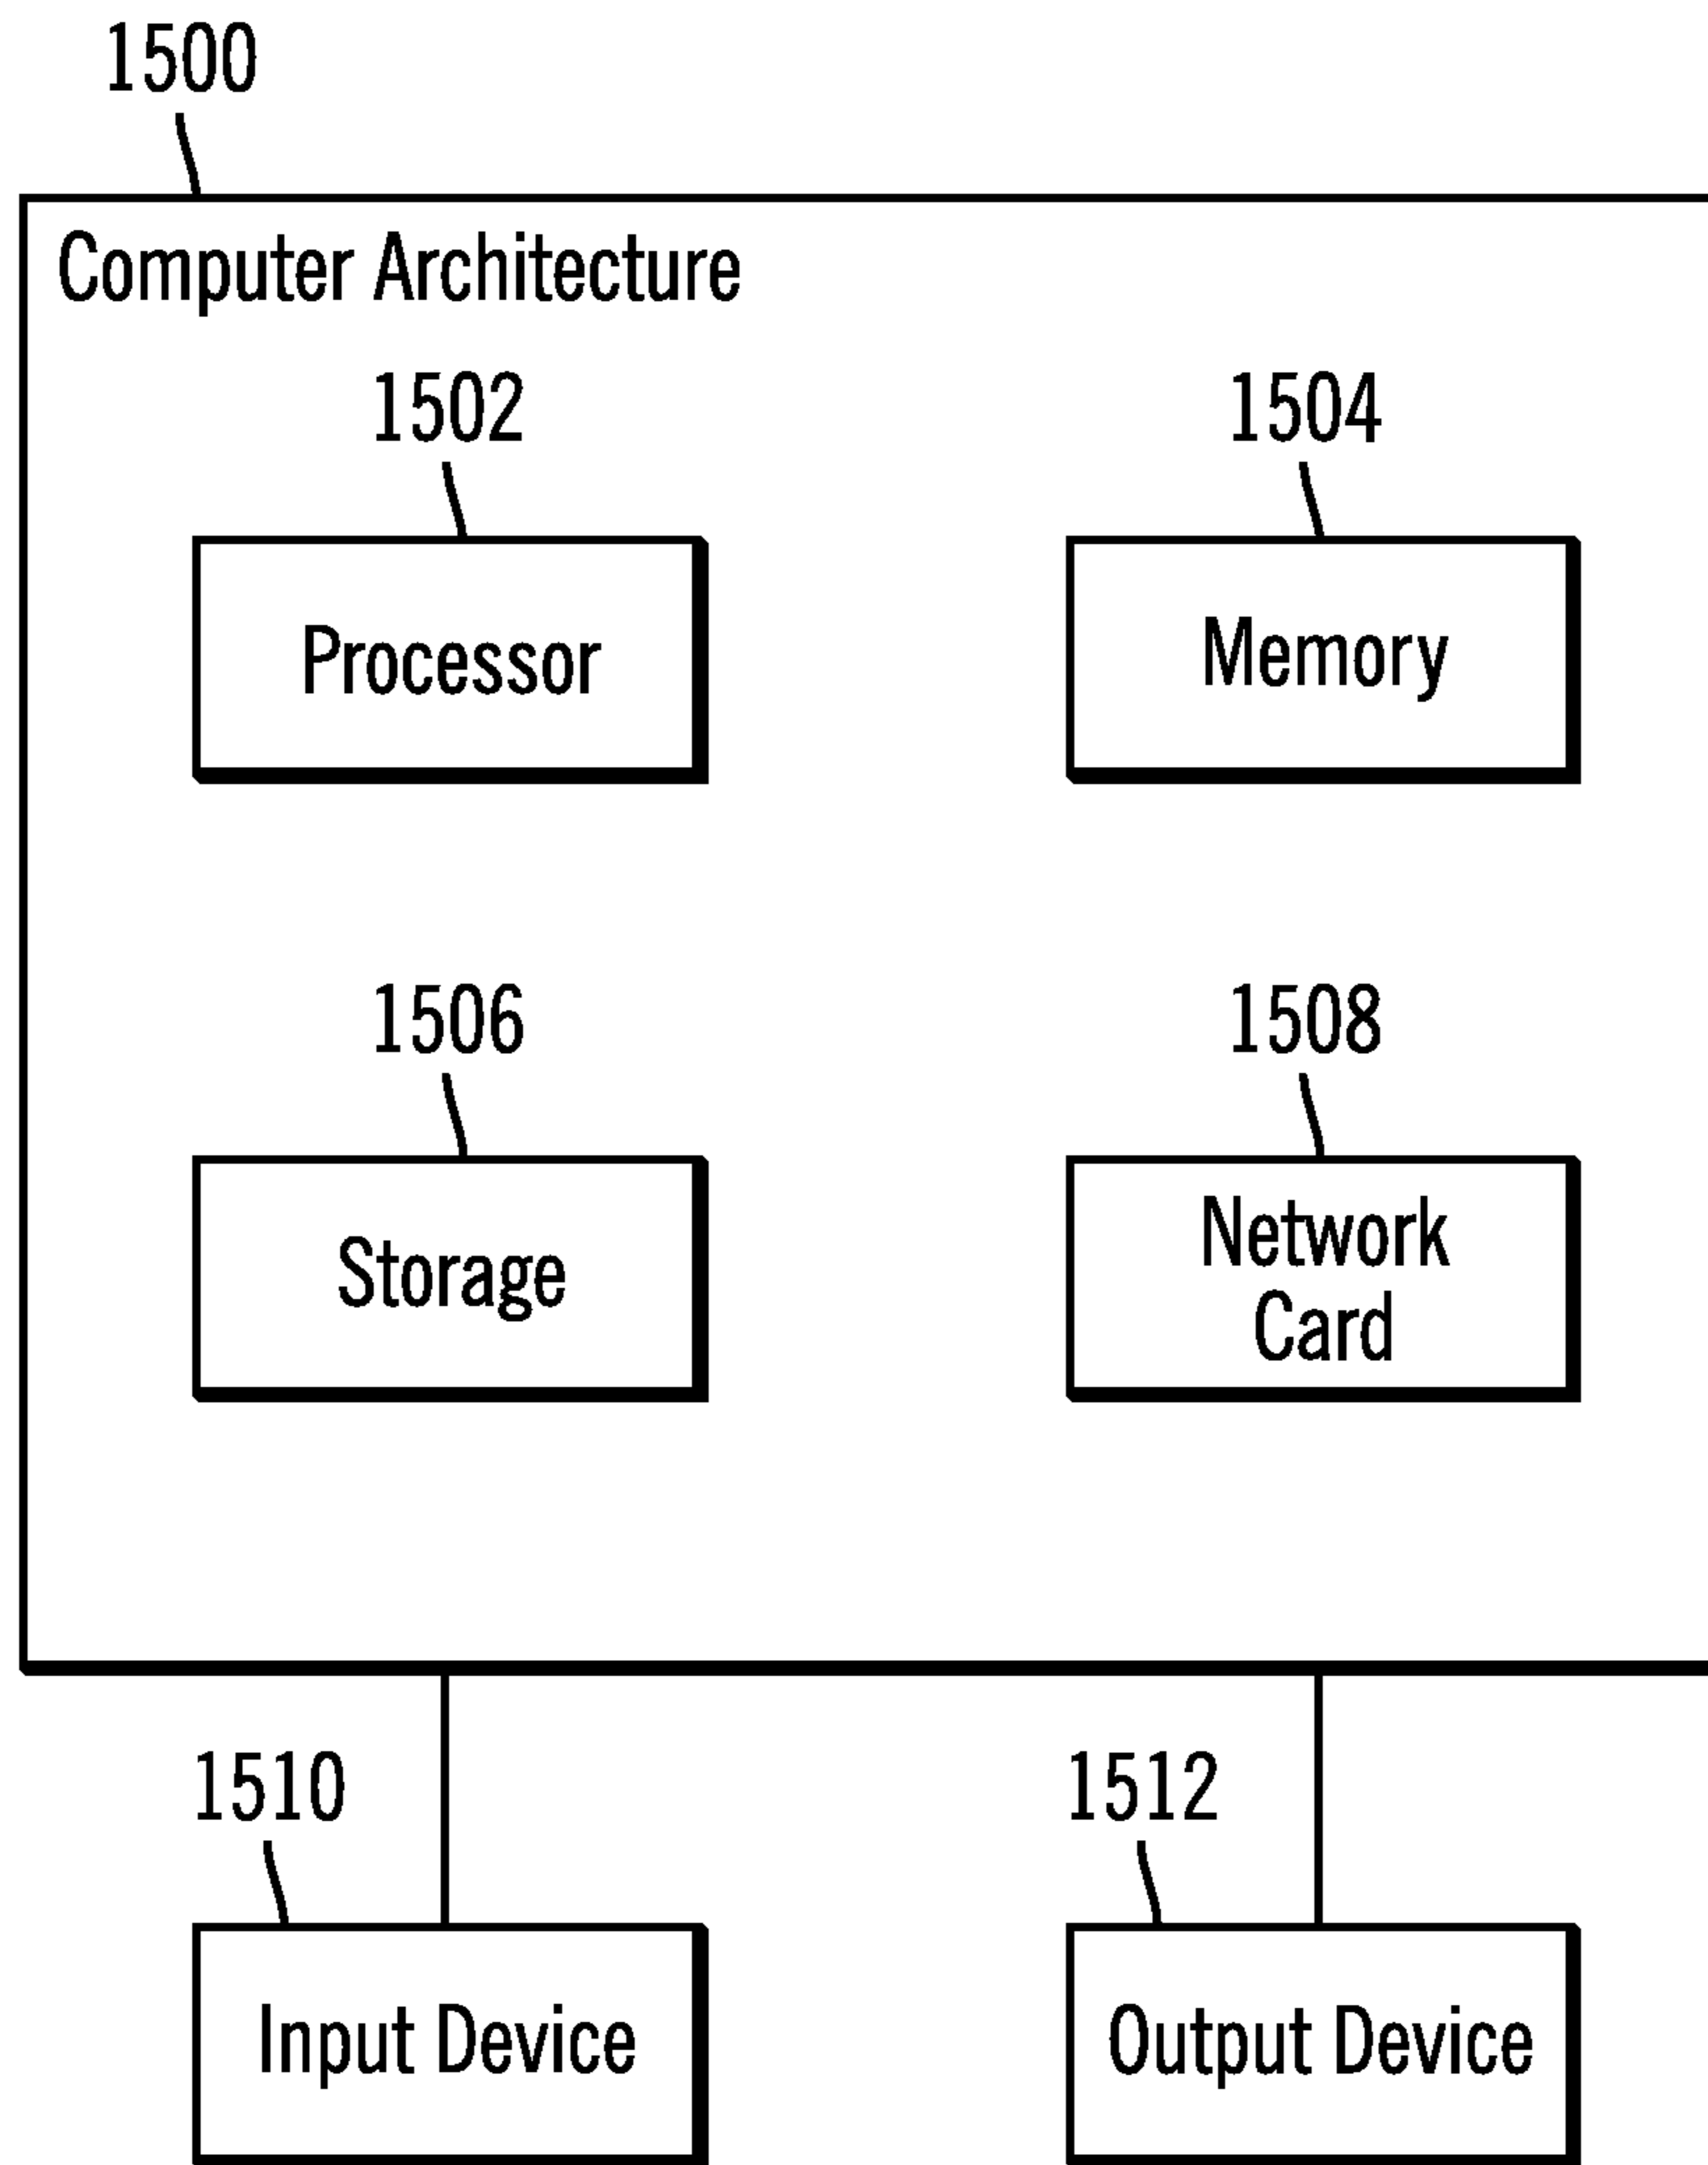 1500
Computer Architecture
1502
1504
Processor
Memory
1506
1508
Storage
Network
Card
1510
1512
Input Device
Output Device